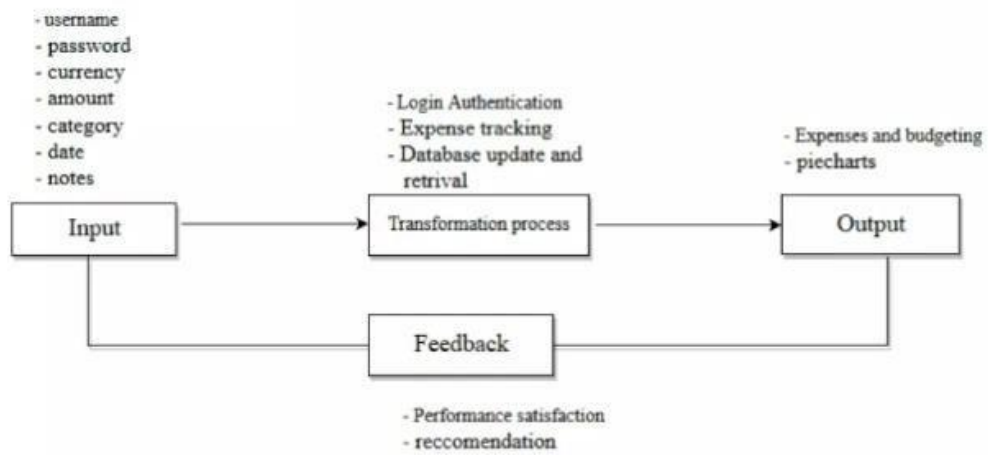 - username
- password
- currency
- amount
- category
- date
- notes
Input
- Login Authentication
- Expense tracking
- Database update and
retrival
Transformation process
- Expenses and budgeting
- piecharts
Output
Feedback
- Performance satisfaction
- reccomendation